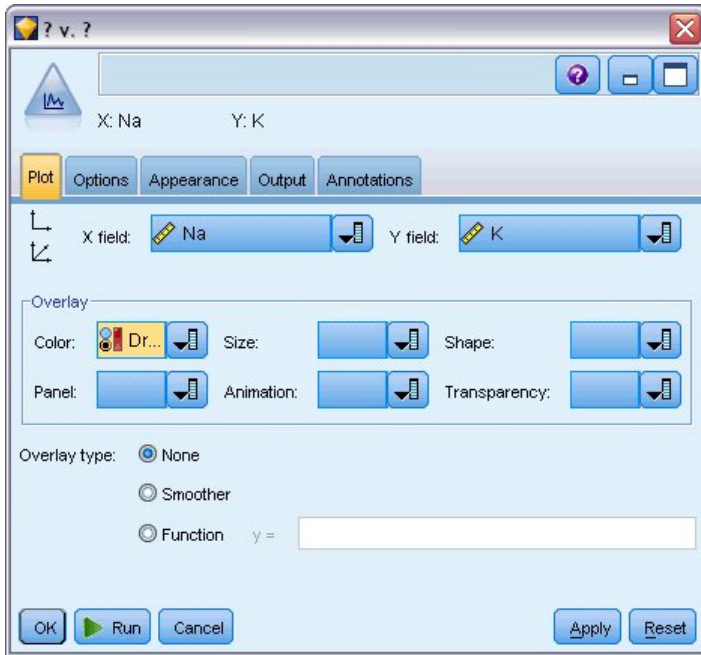 ? v. ?
X: Na Y: K
Plot Options Appearance Output Annotations
X field: Na Y field: K
Overlay
Color: Dr... Size: Shape:
Panel: Animation: Transparency:
Overlay type: None
Smoother
Function y =
OK Run Cancel Apply Reset